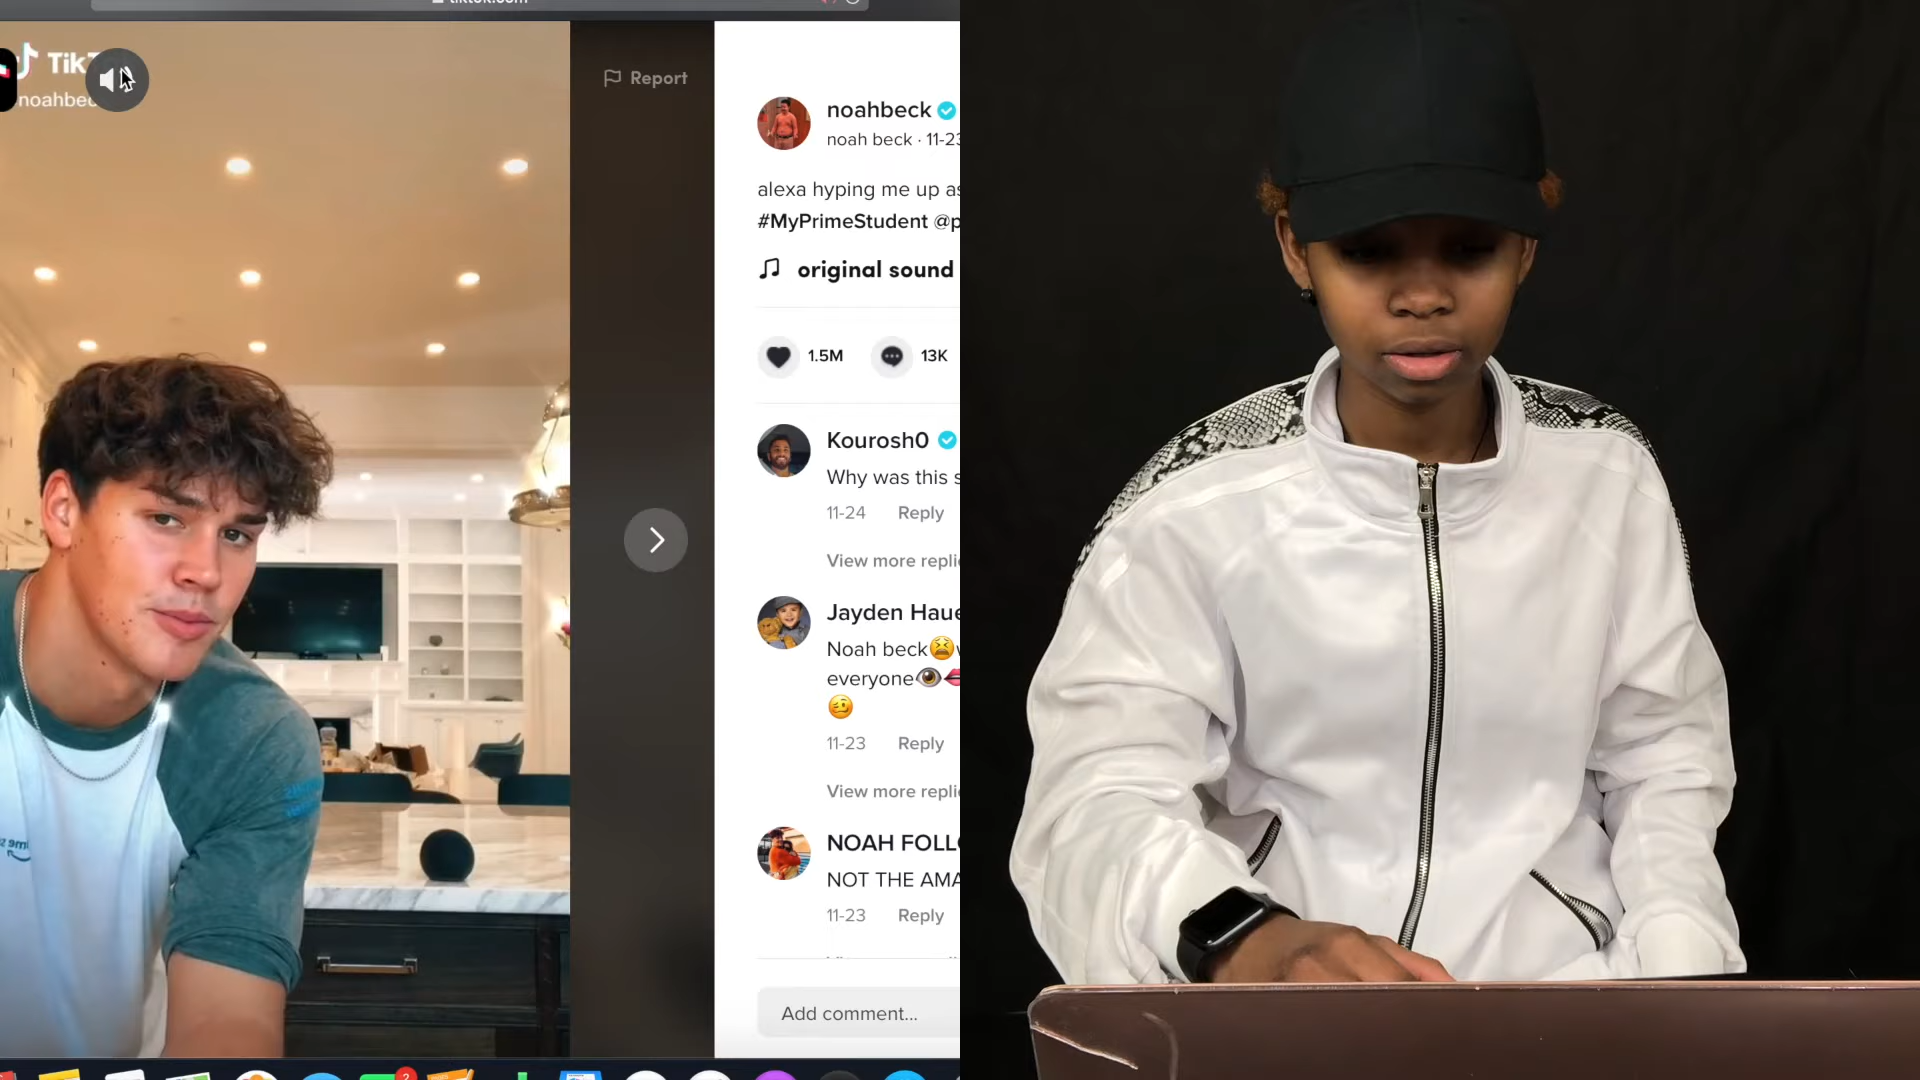 noahbeck
noah beck · 11-23
Report
alexa hyping me up as
#MyPrimeStudent @p
original sound
1.5M
13K
Kourosh0
Why was this s
11-24 Reply
View more repli
Jayden Haue
Noah beck😫
everyone👁👄
🥴
11-23 Reply
View more repli
NOAH FOLL
NOT THE AMA
11-23 Reply
Add comment...
2